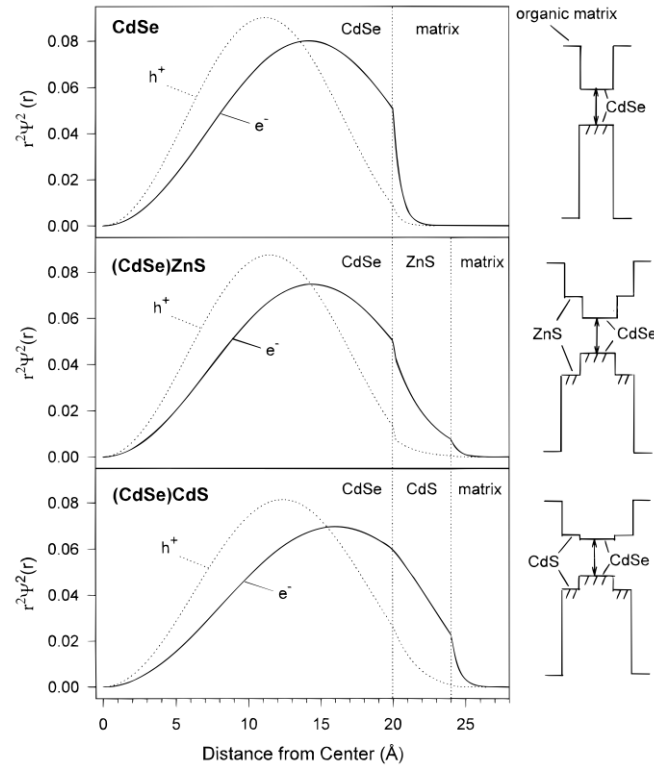 CdSe
CdSe
matrix
h+
e-
r²Ψ²(r)
0.08
0.06
0.04
0.02
0.00
organic matrix
CdSe
(CdSe)ZnS
CdSe
ZnS
matrix
h+
e-
r²Ψ²(r)
0.08
0.06
0.04
0.02
0.00
ZnS
CdSe
(CdSe)CdS
CdSe
CdS
matrix
h+
e-
r²Ψ²(r)
0.08
0.06
0.04
0.02
0.00
CdS
CdSe
0 5 10 15 20 25
Distance from Center (Å)